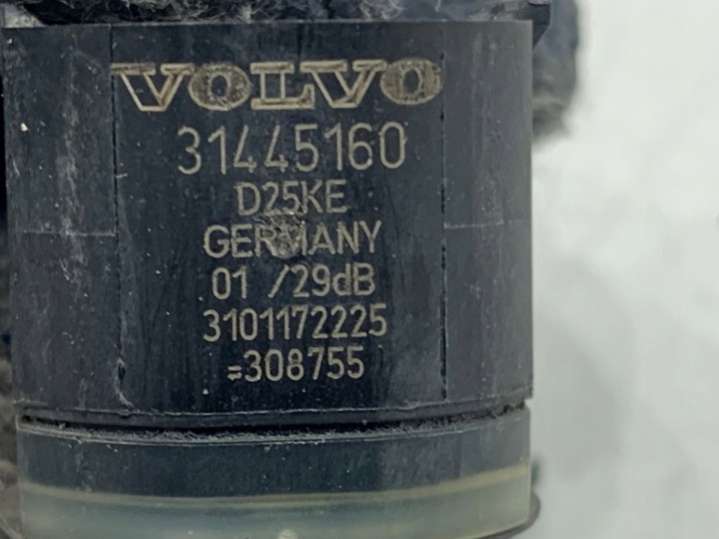 VOLVO
31445160
D25KE
GERMANY
01 /29dB
3101172225
=308755